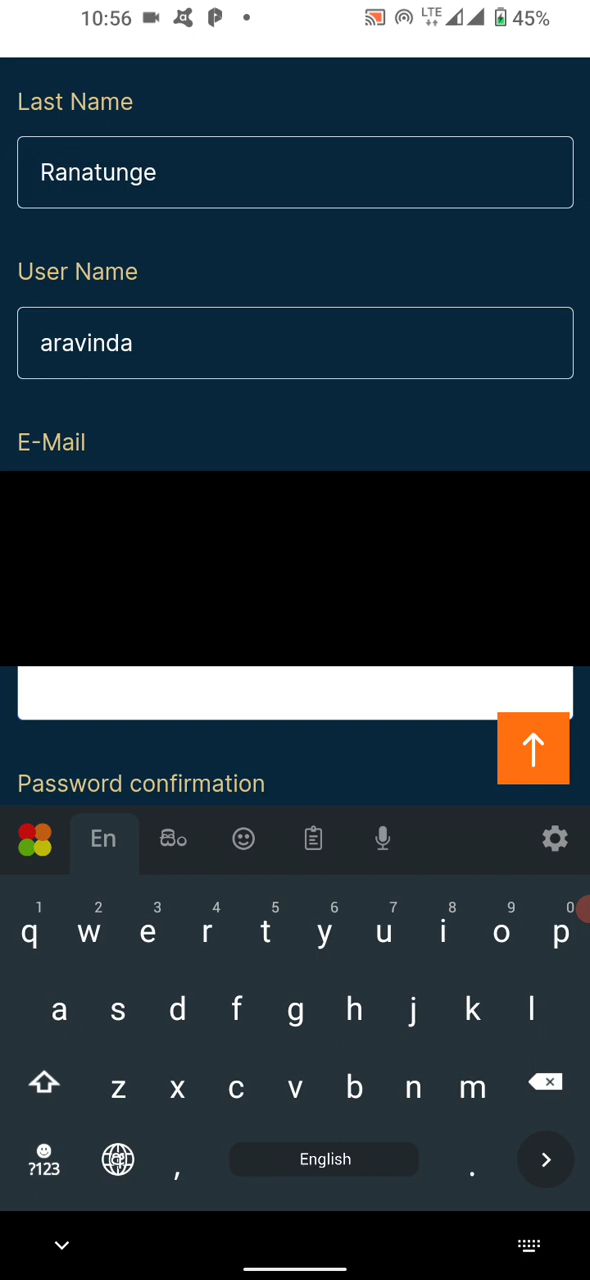 10:56 LTE 45%
Last Name
Ranatunge
User Name
aravinda
E-Mail
Password confirmation
En සිං
1 2 3 4 5 6 7 8 9 0
q w e r t y u i o p
a s d f g h j k l
z x c v b n m
?123 , English .